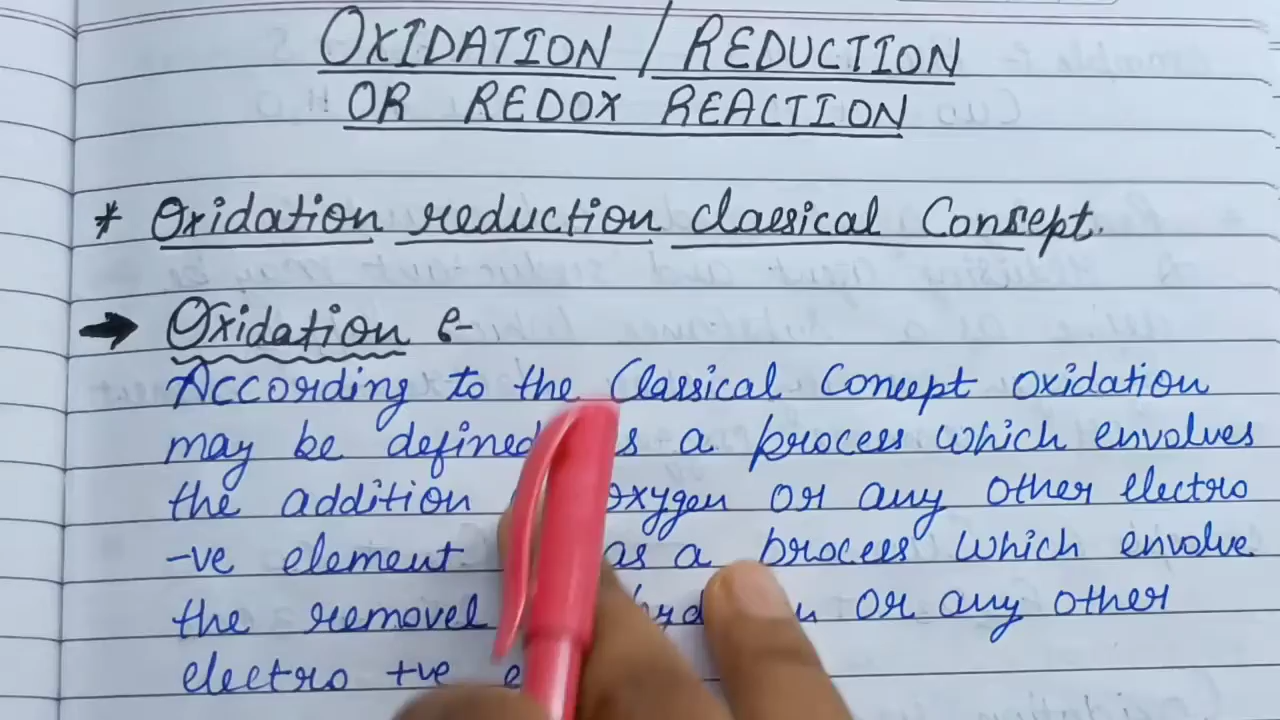 OXIDATION / REDUCTION
OR REDOX REACTION
* Oxidation reduction classical Consept.
→ Oxidation :-
According to the Classical Concept oxidation
may be defined a process which envolves
the addition oxygen or any other electro
-ve element as a process which envolve
the removel or any other
electro +ve